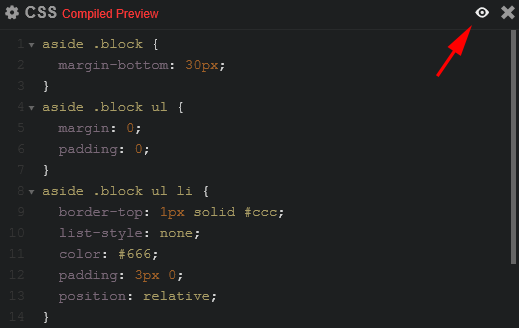 CSS Compiled Preview
1 aside .block {
2 margin-bottom: 30px;
3 }
4 aside .block ul {
5 margin: 0;
6 padding: 0;
7 }
8 aside .block ul li {
9 border-top: 1px solid #ccc;
10 list-style: none;
11 color: #666;
12 padding: 3px 0;
13 position: relative;
14 }